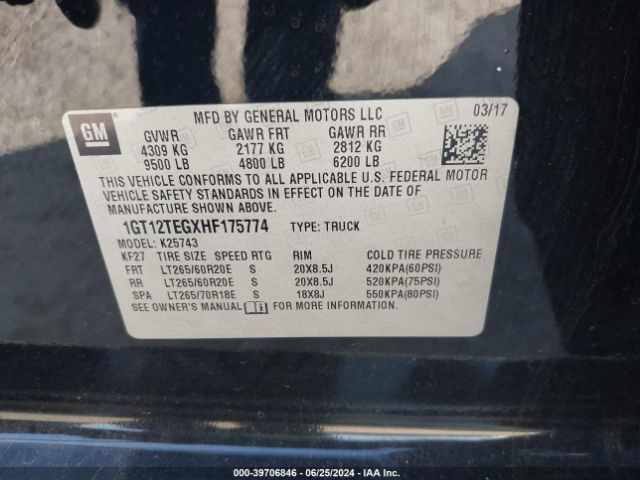 MFD BY GENERAL MOTORS LLC 03/17
GM
GVWR GAWR FRT GAWR RR
4309 KG 2177 KG 2812 KG
9500 LB 4800 LB 6200 LB
THIS VEHICLE CONFORMS TO ALL APPLICABLE U.S. FEDERAL MOTOR
VEHICLE SAFETY STANDARDS IN EFFECT ON THE DATE OF
MANUFACTURE SHOWN ABOVE.
1GT12TEGXHF175774 TYPE: TRUCK
MODEL: K25743
KF27 TIRE SIZE SPEED RTG RIM COLD TIRE PRESSURE
FRT LT265/60R20E S 20X8.5J 420KPA(60PSI)
RR LT265/60R20E S 20X8.5J 520KPA(75PSI)
SPA LT265/70R18E S 18X8J 550KPA(80PSI)
SEE OWNER'S MANUAL FOR MORE INFORMATION.
000-39706846 - 06/25/2024 - IAA Inc.